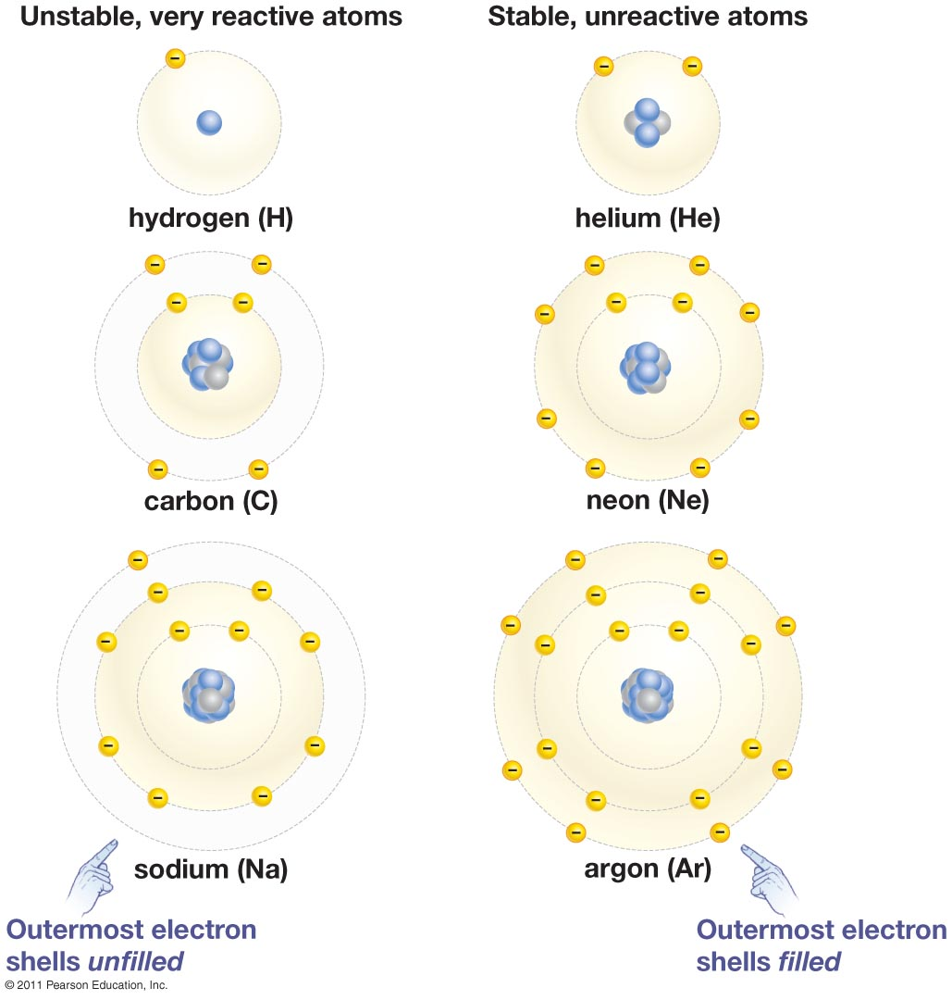 Unstable, very reactive atoms
Stable, unreactive atoms
−
hydrogen (H)
− −
helium (He)
− −
− −
− −
carbon (C)
− −
− − − −
− −
− −
neon (Ne)
−
− −
− − − −
− −
− −
sodium (Na)
− −
− −
− − − −
− −
− −
− −
− −
− −
argon (Ar)
Outermost electron
shells unfilled
Outermost electron
shells filled
© 2011 Pearson Education, Inc.